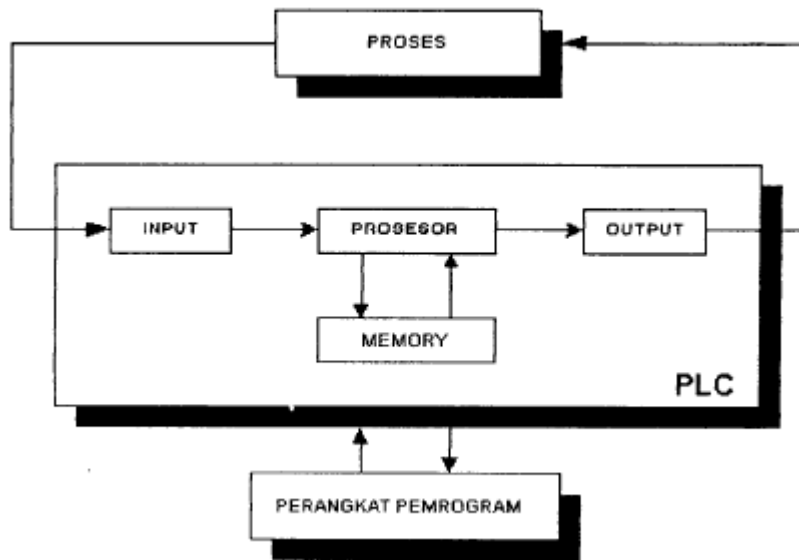 PROSES
INPUT
PROSESOR
OUTPUT
MEMORY
PLC
PERANGKAT PEMROGRAM